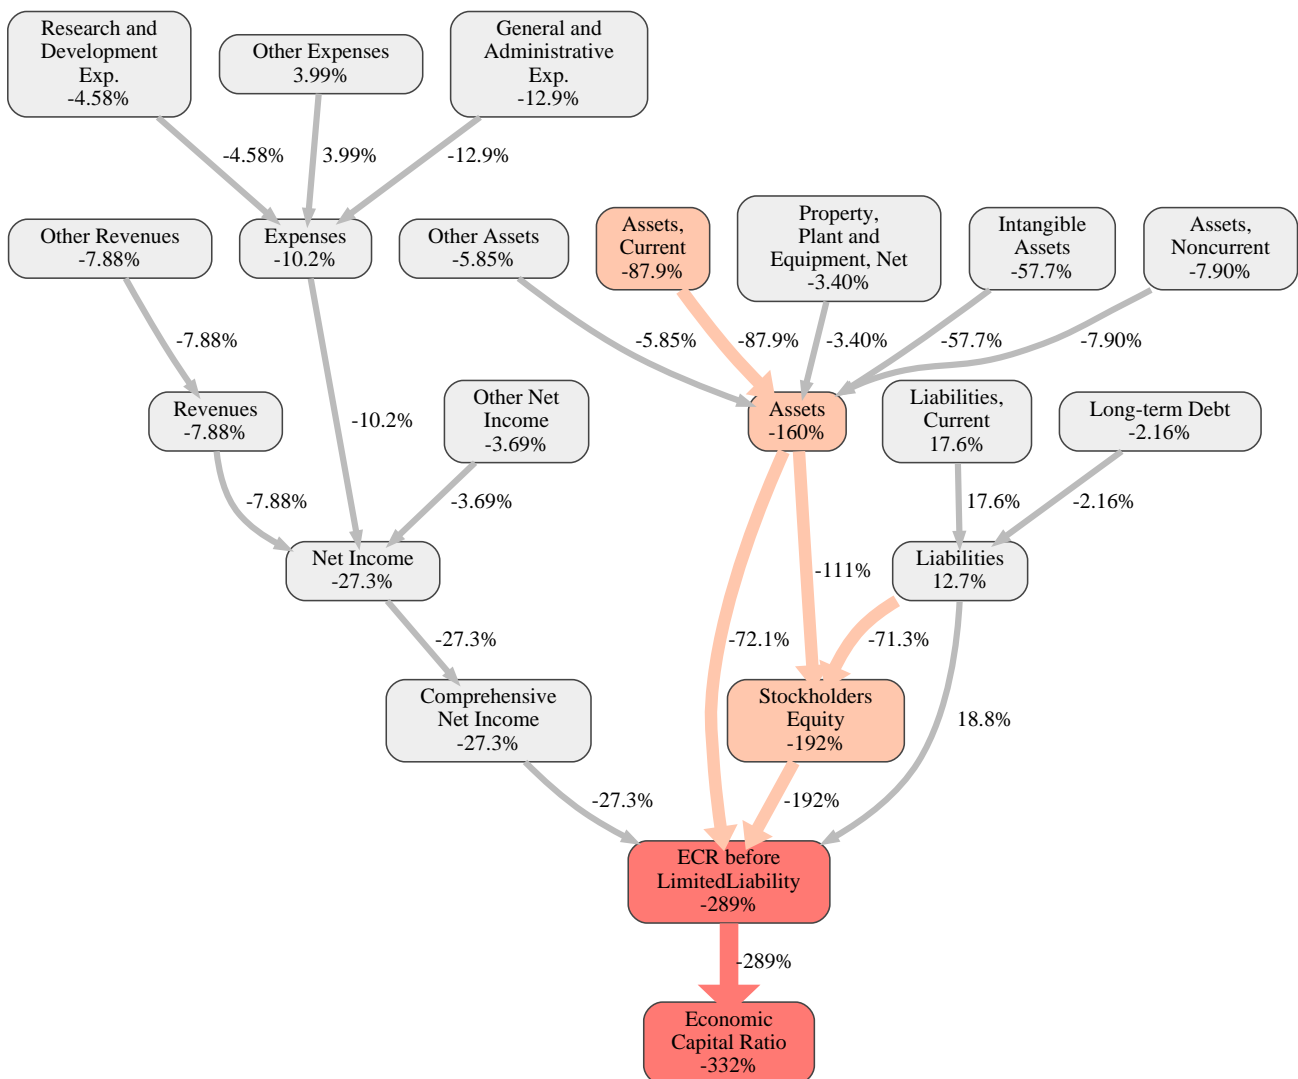 Research and
Development
Exp.
-4.58%
Other Expenses
3.99%
General and
Administrative
Exp.
-12.9%
-4.58%
3.99%
-12.9%
Other Revenues
-7.88%
Expenses
-10.2%
Other Assets
-5.85%
Assets,
Current
-87.9%
Property,
Plant and
Equipment, Net
-3.40%
Intangible
Assets
-57.7%
Assets,
Noncurrent
-7.90%
-7.88%
-5.85%
-87.9%
-3.40%
-57.7%
-7.90%
Revenues
-7.88%
-10.2%
Other Net
Income
-3.69%
Assets
-160%
Liabilities,
Current
17.6%
Long-term Debt
-2.16%
-7.88%
-3.69%
17.6%
-2.16%
Net Income
-27.3%
-111%
Liabilities
12.7%
-27.3%
-72.1%
-71.3%
Comprehensive
Net Income
-27.3%
Stockholders
Equity
-192%
18.8%
-27.3%
-192%
ECR before
LimitedLiability
-289%
-289%
Economic
Capital Ratio
-332%